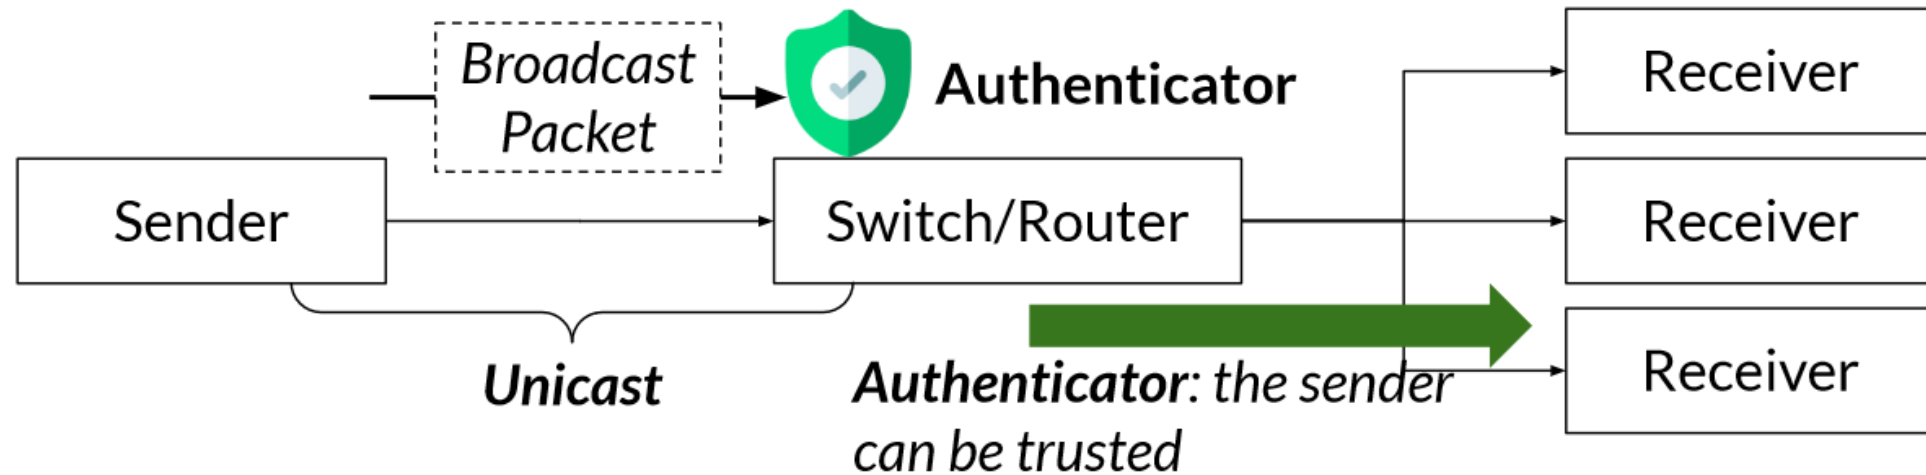 Broadcast
Packet
Authenticator
Receiver
Sender
Switch/Router
Receiver
Unicast
Authenticator: the sender
can be trusted
Receiver